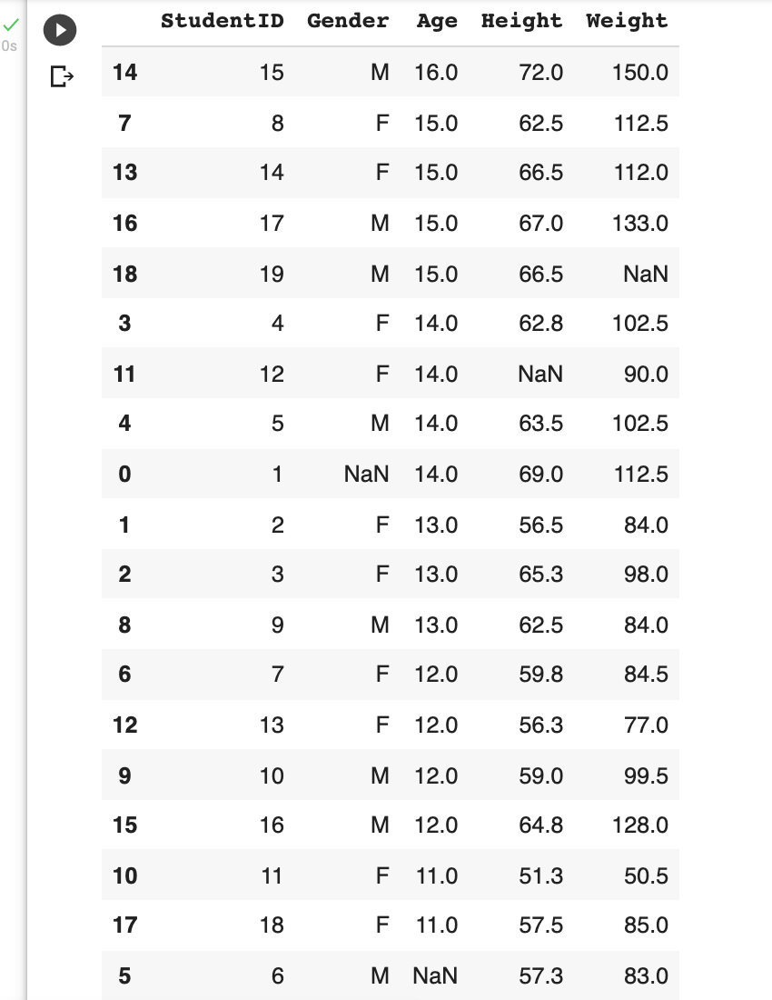 StudentID Gender Age Height Weight
0s
14 15 M 16.0 72.0 150.0
7 8 F 15.0 62.5 112.5
13 14 F 15.0 66.5 112.0
16 17 M 15.0 67.0 133.0
18 19 M 15.0 66.5 NaN
3 4 F 14.0 62.8 102.5
11 12 F 14.0 NaN 90.0
4 5 M 14.0 63.5 102.5
0 1 NaN 14.0 69.0 112.5
1 2 F 13.0 56.5 84.0
2 3 F 13.0 65.3 98.0
8 9 M 13.0 62.5 84.0
6 7 F 12.0 59.8 84.5
12 13 F 12.0 56.3 77.0
9 10 M 12.0 59.0 99.5
15 16 M 12.0 64.8 128.0
10 11 F 11.0 51.3 50.5
17 18 F 11.0 57.5 85.0
5 6 M NaN 57.3 83.0